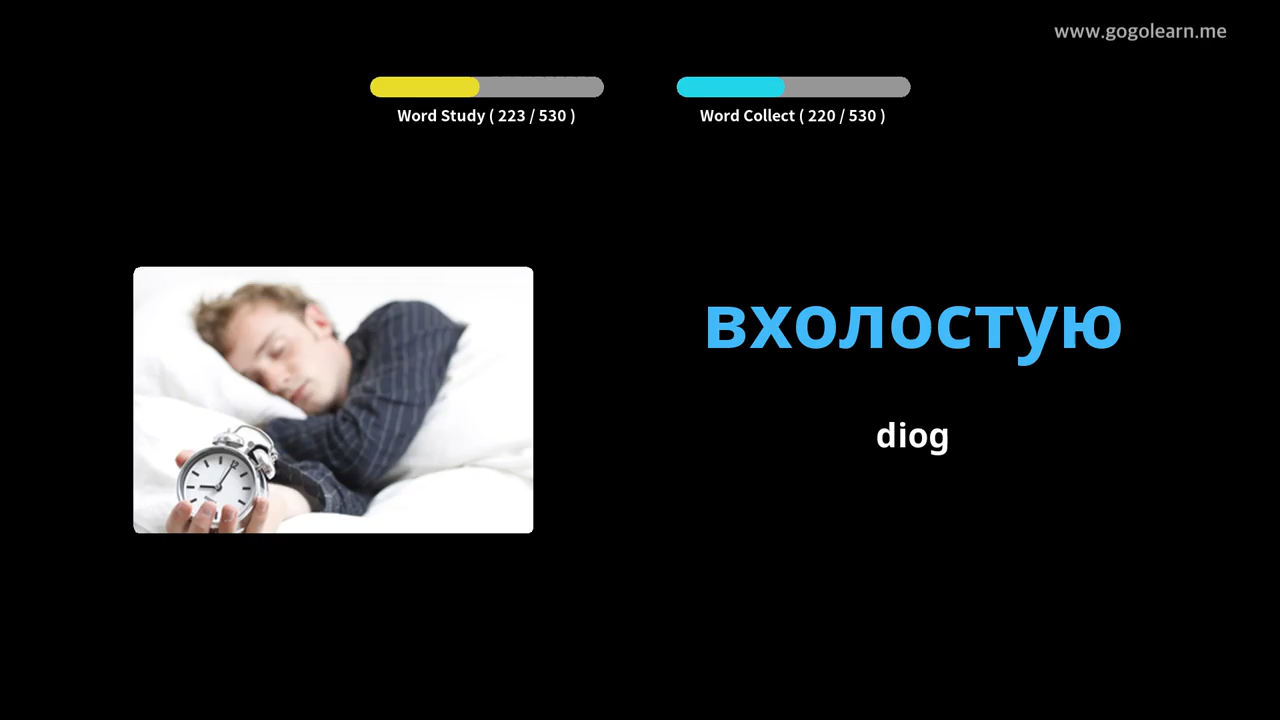 www.gogolearn.me
Word Study ( 223 / 530 )
Word Collect ( 220 / 530 )
вхолостую
diog